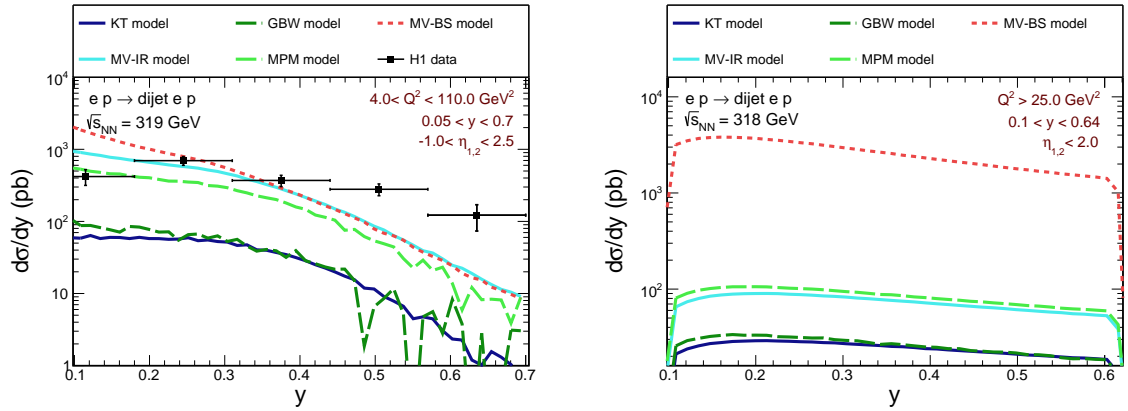 KT model GBW model MV-BS model
MV-IR model MPM model H1 data
10⁴
10³
10²
10
1
0.1 0.2 0.3 0.4 0.5 0.6 0.7
y
dσ/dy (pb)
e p → dijet e p
√s_NN = 319 GeV
4.0< Q² < 110.0 GeV²
0.05 < y < 0.7
-1.0< η_1,2 < 2.5
KT model GBW model MV-BS model
MV-IR model MPM model
10⁴
10³
10²
0.1 0.2 0.3 0.4 0.5 0.6
y
dσ/dy (pb)
e p → dijet e p
√s_NN = 318 GeV
Q² > 25.0 GeV²
0.1 < y < 0.64
η_1,2 < 2.0